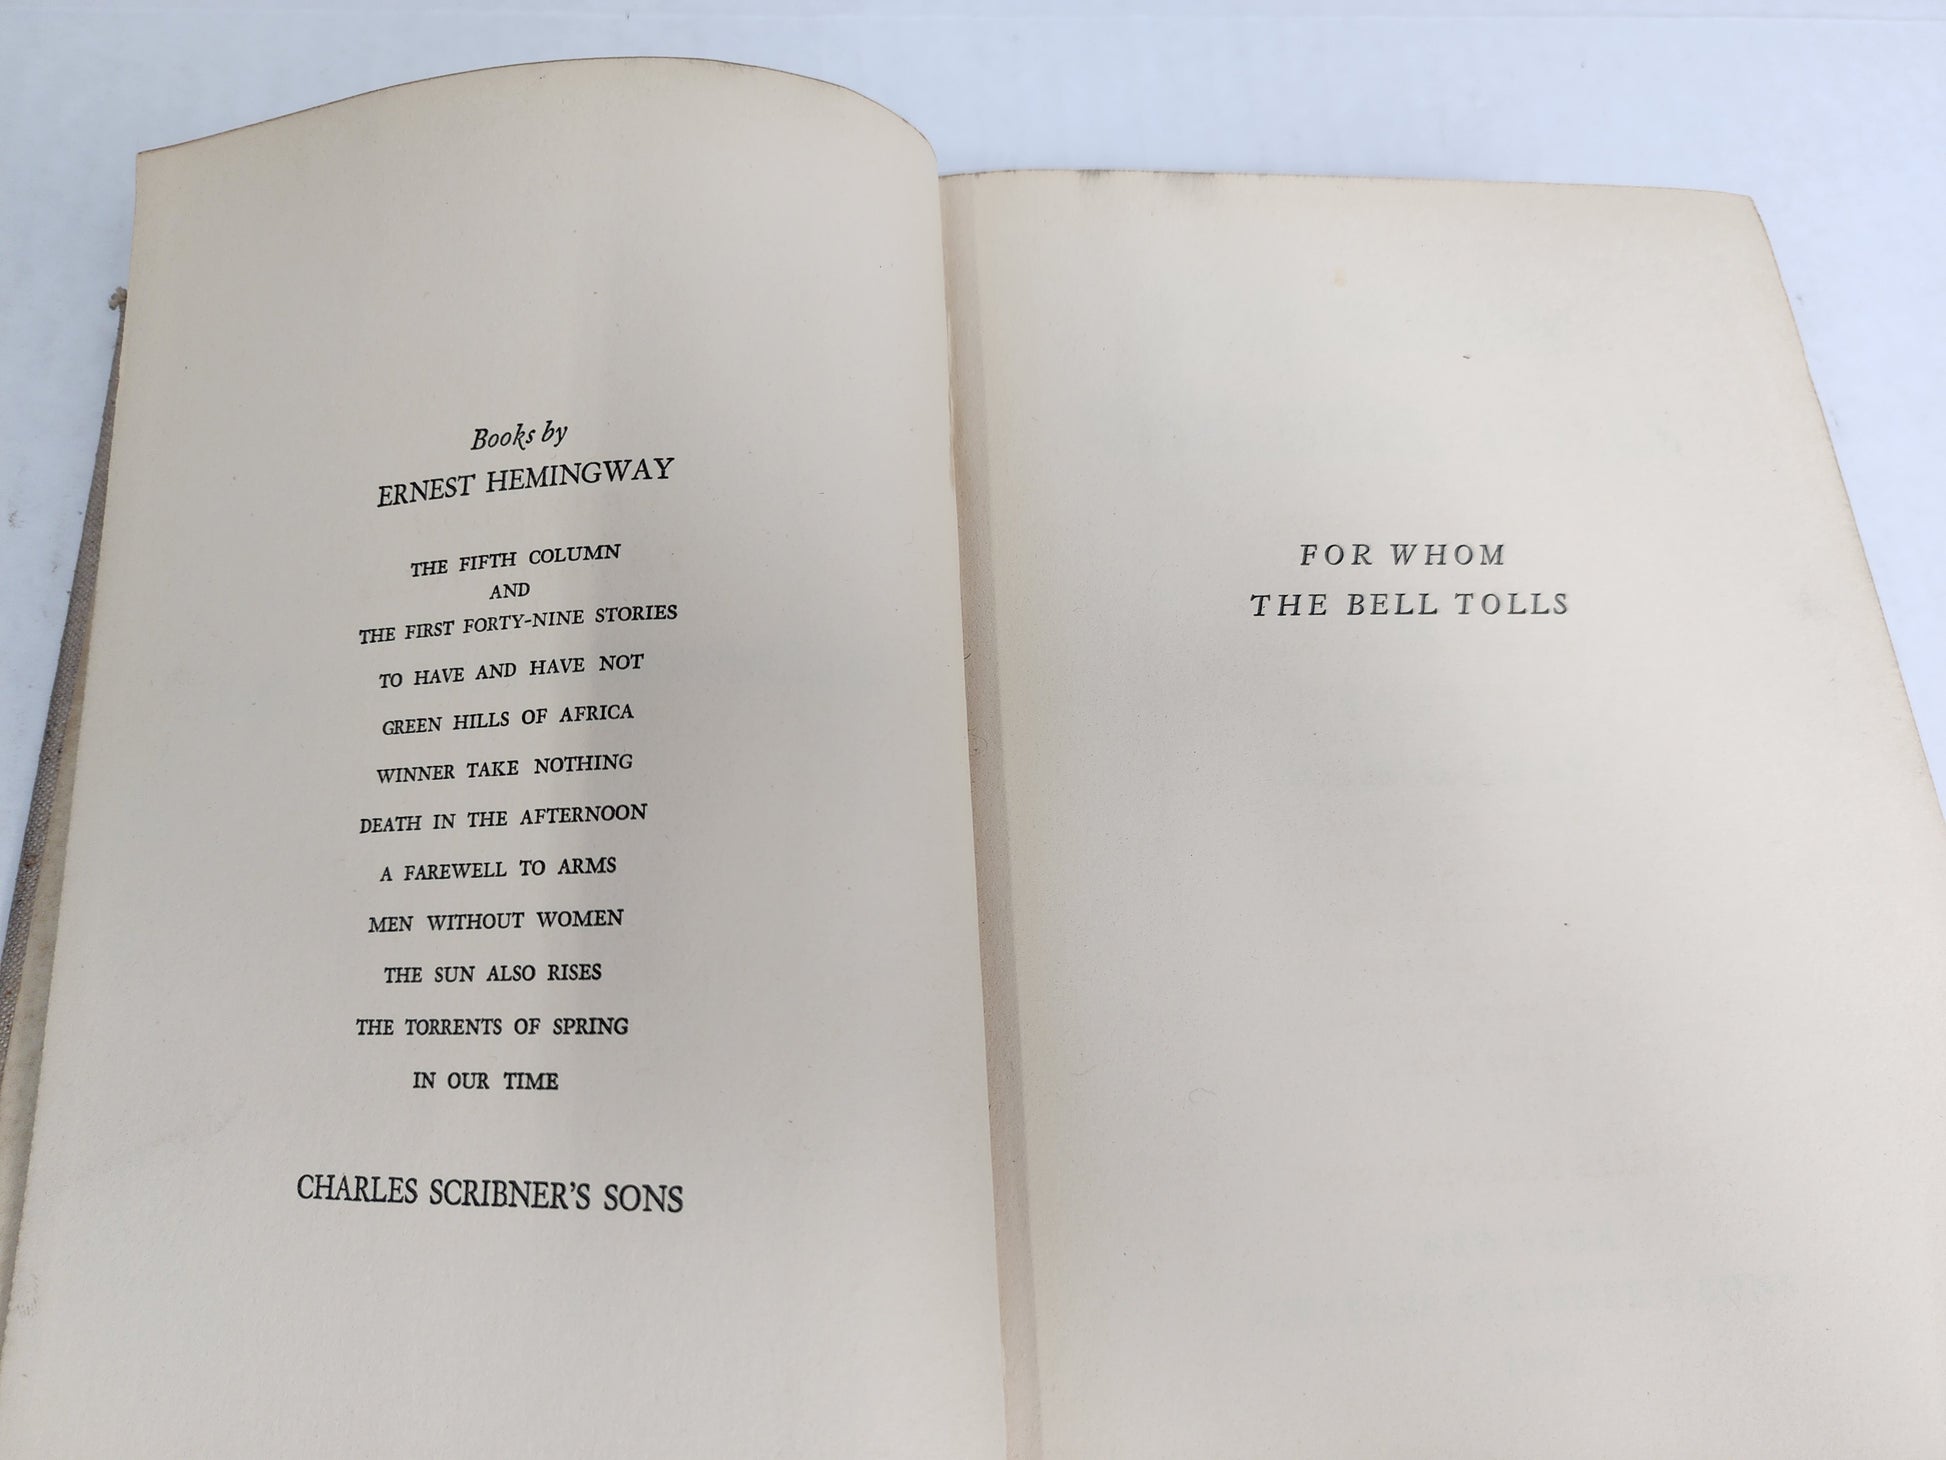 Books by
ERNEST HEMINGWAY
THE FIFTH COLUMN
AND
THE FIRST FORTY-NINE STORIES
TO HAVE AND HAVE NOT
GREEN HILLS OF AFRICA
WINNER TAKE NOTHING
DEATH IN THE AFTERNOON
A FAREWELL TO ARMS
MEN WITHOUT WOMEN
THE SUN ALSO RISES
THE TORRENTS OF SPRING
IN OUR TIME
CHARLES SCRIBNER'S SONS
FOR WHOM
THE BELL TOLLS